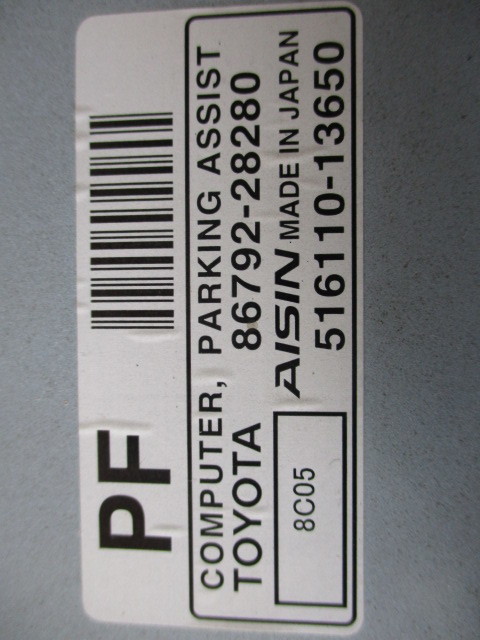 PF
COMPUTER, PARKING ASSIST
TOYOTA 86792-28280
8C05
AISIN MADE IN JAPAN
516110-13650